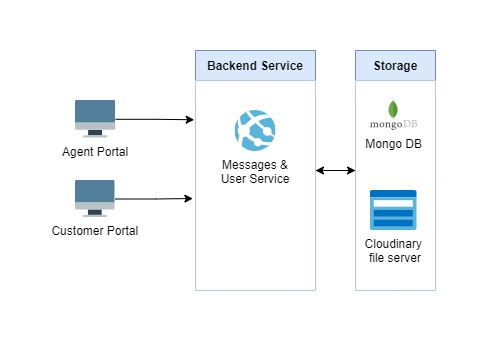 Backend Service
Storage
Agent Portal
Customer Portal
Messages &
User Service
mongoDB
Mongo DB
Cloudinary
file server